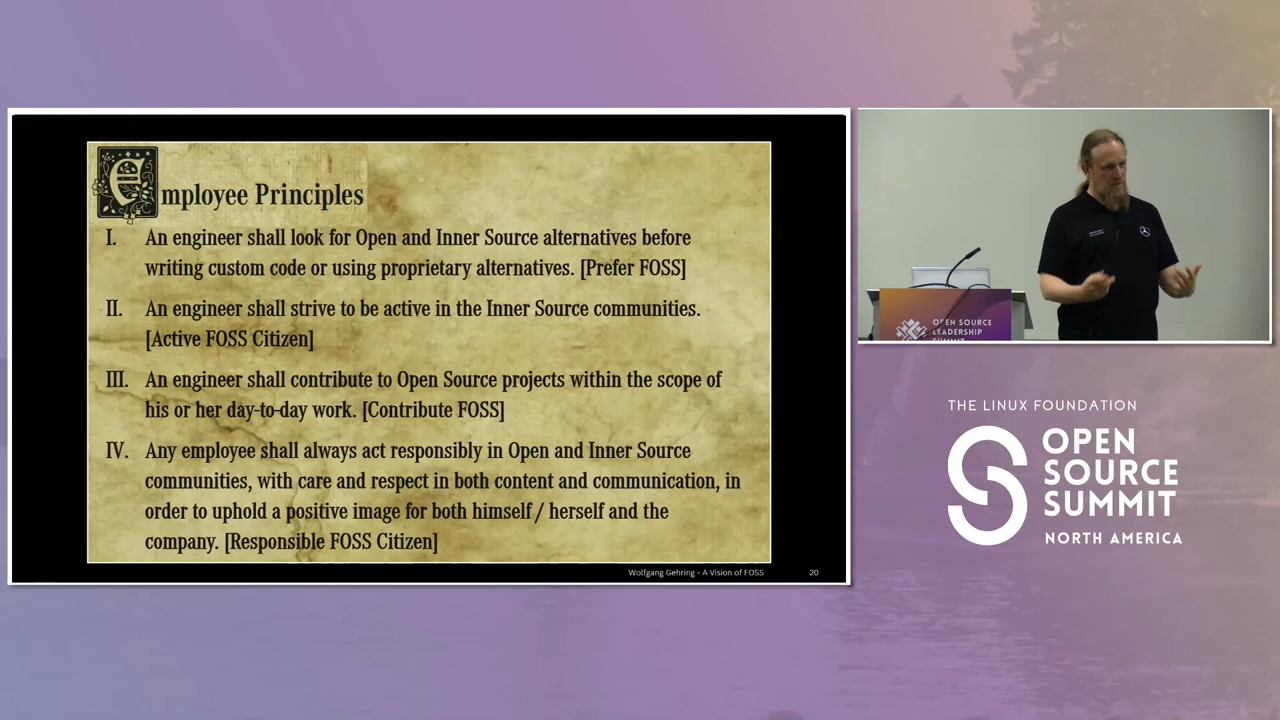 Employee Principles
I. An engineer shall look for Open and Inner Source alternatives before
writing custom code or using proprietary alternatives. [Prefer FOSS]
II. An engineer shall strive to be active in the Inner Source communities.
[Active FOSS Citizen]
III. An engineer shall contribute to Open Source projects within the scope of
his or her day-to-day work. [Contribute FOSS]
IV. Any employee shall always act responsibly in Open and Inner Source
communities, with care and respect in both content and communication, in
order to uphold a positive image for both himself / herself and the
company. [Responsible FOSS Citizen]
Wolfgang Gehring - A Vision of FOSS 20
OPEN SOURCE
LEADERSHIP
SUMMIT
THE LINUX FOUNDATION
OPEN
SOURCE
SUMMIT
NORTH AMERICA